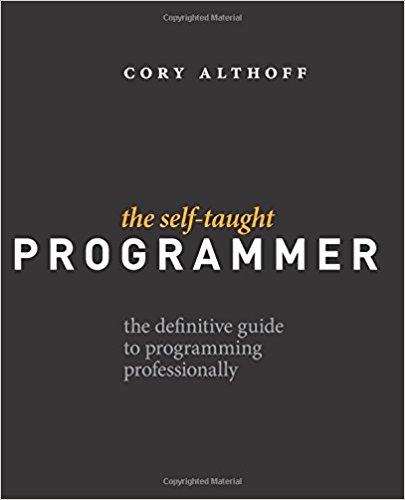 Copyrighted Material
CORY ALTHOFF
the self-taught
PROGRAMMER
the definitive guide
to programming
professionally
Copyrighted Material